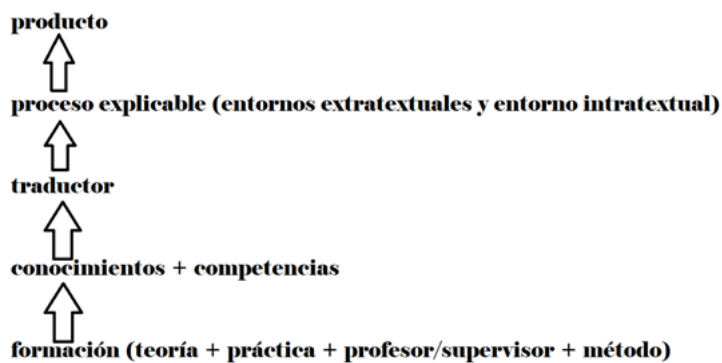 producto
proceso explicable (entornos extratextuales y entorno intratextual)
traductor
conocimientos + competencias
formación (teoría + práctica + profesor/supervisor + método)